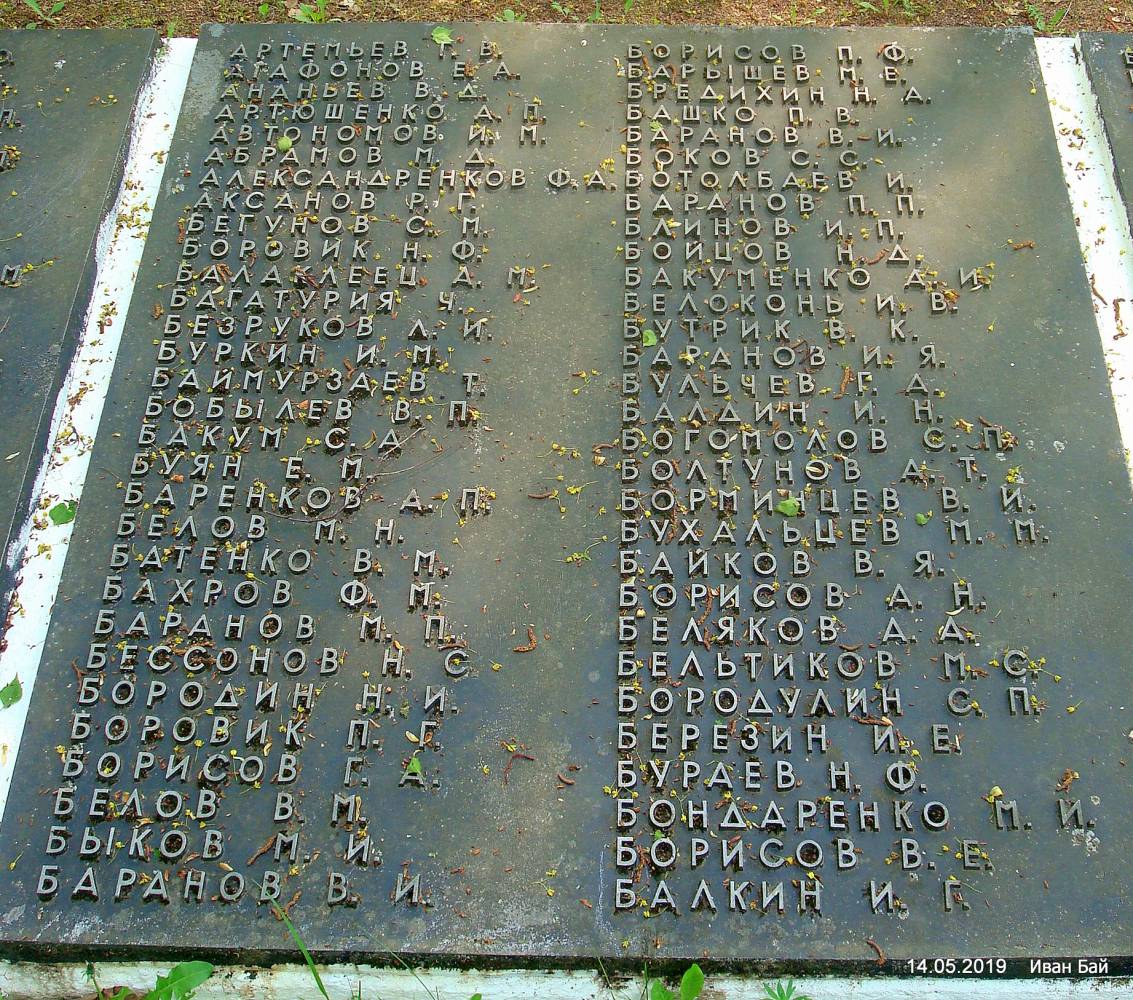 АРТЕМЬЕВ Г. В.
АГАФОНОВ Е. А.
АНАНЬЕВ В. Д.
АРТЮШЕНКО А. П.
АВТОНОМОВ И. М.
АБРАМОВ М. Д.
АЛЕКСАНДРЕНКОВ Ф. А.
АКСАНОВ Р. Г.
БЕГУНОВ С. М.
БОРОВИК Н. Ф.
БАЛАКЛЕЕЦ А. М.
БАГАТУРИЯ Ч.
БЕЗРУКОВ Л. И.
БУРКИН И. М.
БАЙМУРЗАЕВ Т.
БОБЫЛЕВ В. П.
БАКУМ С. А.
БУЯН Е. М.
БАРЕНКОВ А. П.
БЕЛОВ М. Н.
БАТЕНКО В. М.
БАХРОВ Ф. М.
БАРАНОВ М. П.
БЕССОНОВ Н. С.
БОРОДИН Н. И.
БОРОВИК П. Г.
БОРИСОВ Г. А.
БЕЛОВ В. М.
БЫКОВ М. И.
БАРАНОВ В. И.
БОРИСОВ П. Ф.
БАРЫШЕВ М. Е.
БРЕДИХИН Н. А.
БАШКО П. В.
БАРАНОВ В. И.
БОКОВ С. С.
БОТОЛБАЕВ И.
БАРАНОВ П. П.
БЛИНОВ И. П.
БОЙЦОВ Н. Д.
БАКУМЕНКО А. И.
БЕЛОКОНЬ И. В.
БУТРИК В. К.
БАРАНОВ И. Я.
БУЛЬЧЕВ Г. А.
БАЛДИН И. Н.
БОГОМОЛОВ С. П.
БОЛТУНОВ А. Т.
БОРМИНЦЕВ В. И.
БУХАЛЬЦЕВ М. М.
БАЙКОВ В. Я.
БОРИСОВ А. Н.
БЕЛЯКОВ А. А.
БЕЛЬТИКОВ М. С.
БОРОДУЛИН С. П.
БЕРЕЗИН И. Е.
БУРАЕВ Н. Ф.
БОНДАРЕНКО М. И.
БОРИСОВ В. Е.
БАЛКИН И. Г.
14.05.2019 Иван Бай